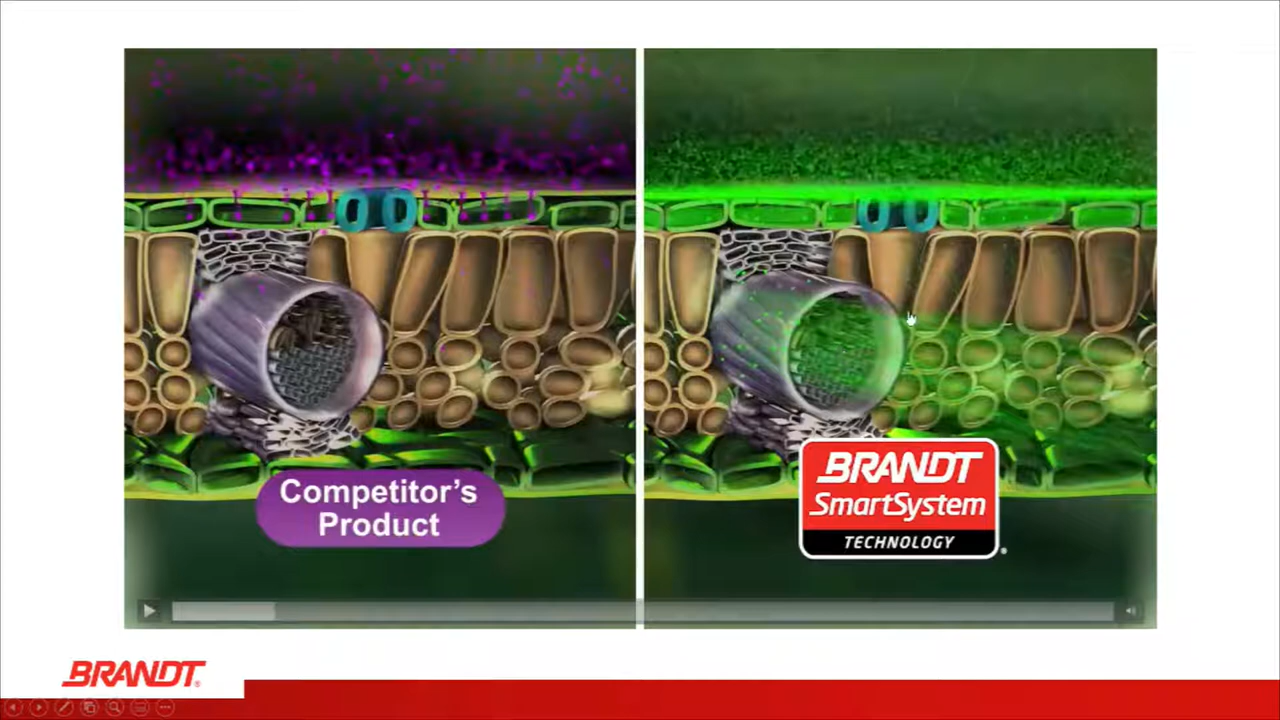 Competitor's
Product
BRANDT
SmartSystem
TECHNOLOGY
BRANDT